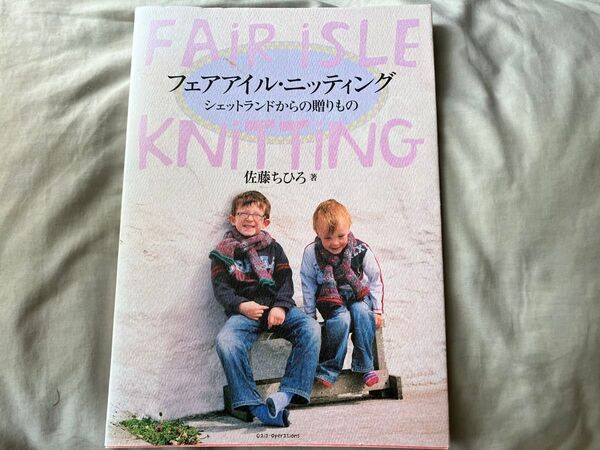 FAiR iSLE
フェアアイル・ニッティング
シェットランドからの贈りもの
KNiTTING
佐藤ちひろ 著